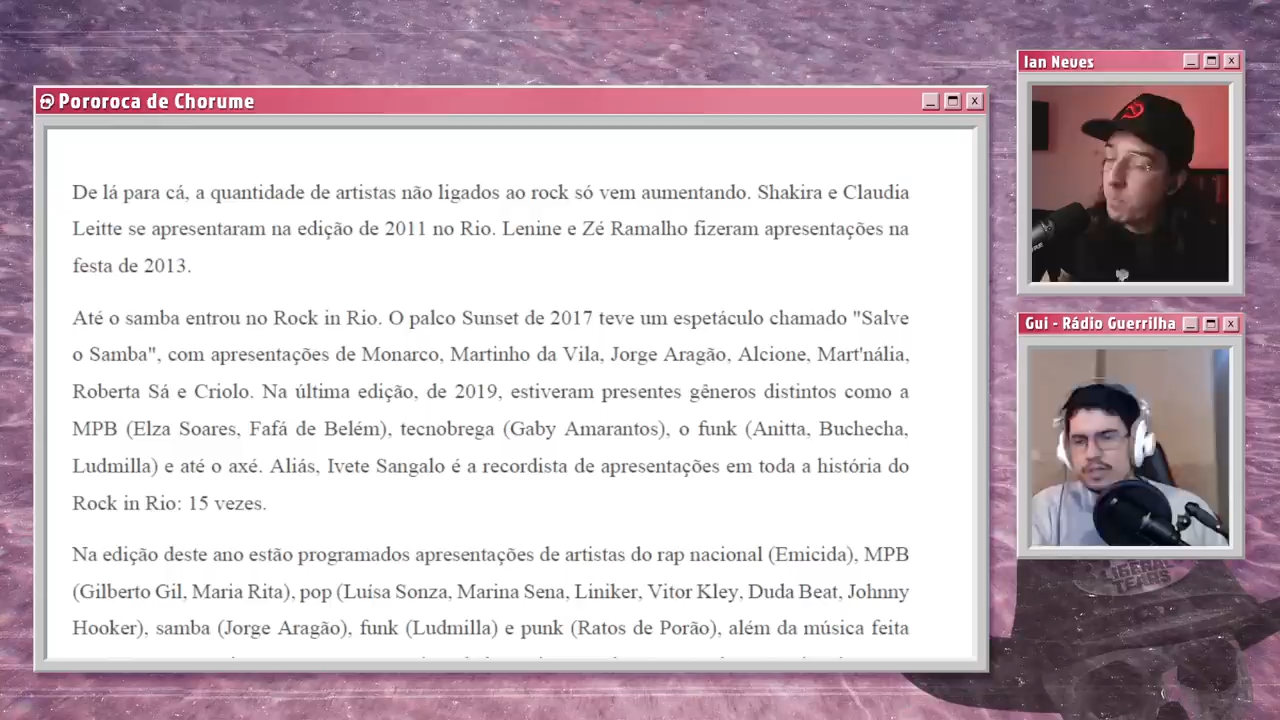 Pororoca de Chorume
De lá para cá, a quantidade de artistas não ligados ao rock só vem aumentando. Shakira e Claudia
Leitte se apresentaram na edição de 2011 no Rio. Lenine e Zé Ramalho fizeram apresentações na
festa de 2013.
Até o samba entrou no Rock in Rio. O palco Sunset de 2017 teve um espetáculo chamado "Salve
o Samba", com apresentações de Monarco, Martinho da Vila, Jorge Aragão, Alcione, Mart'nália,
Roberta Sá e Criolo. Na última edição, de 2019, estiveram presentes gêneros distintos como a
MPB (Elza Soares, Fafá de Belém), tecnobrega (Gaby Amarantos), o funk (Anitta, Buchecha,
Ludmilla) e até o axé. Aliás, Ivete Sangalo é a recordista de apresentações em toda a história do
Rock in Rio: 15 vezes.
Na edição deste ano estão programados apresentações de artistas do rap nacional (Emicida), MPB
(Gilberto Gil, Maria Rita), pop (Luísa Sonza, Marina Sena, Liniker, Vitor Kley, Duda Beat, Johnny
Hooker), samba (Jorge Aragão), funk (Ludmilla) e punk (Ratos de Porão), além da música feita
Ian Neves
Gui - Rádio Guerrilha
LIBERAL
TEARS